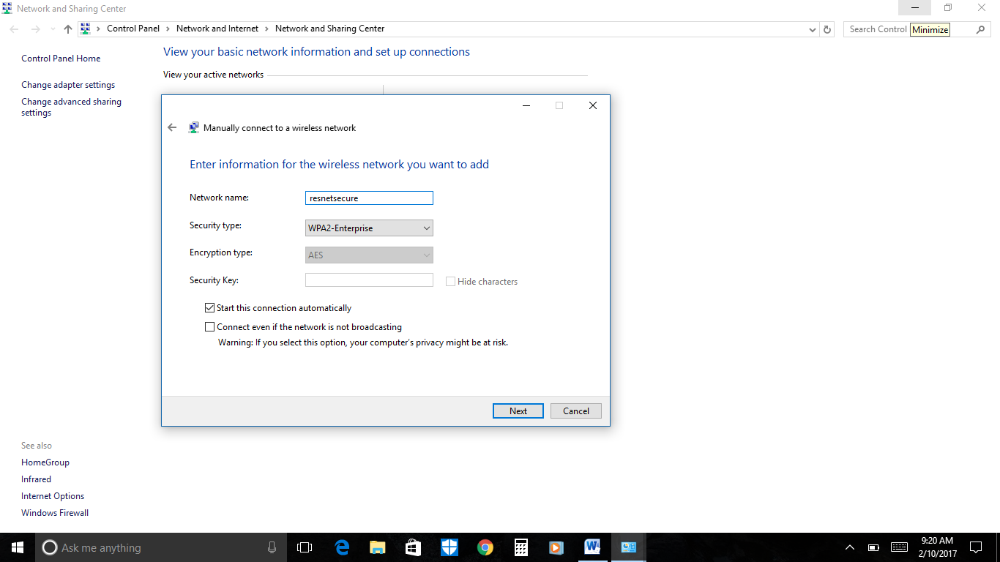 Network and Sharing Center
Control Panel > Network and Internet > Network and Sharing Center
Search Control
Minimize
Control Panel Home
Change adapter settings
Change advanced sharing
settings
View your basic network information and set up connections
View your active networks
Manually connect to a wireless network
Enter information for the wireless network you want to add
Network name: resnetsecure
Security type: WPA2-Enterprise
Encryption type: AES
Security Key: Hide characters
Start this connection automatically
Connect even if the network is not broadcasting
Warning: If you select this option, your computer's privacy might be at risk.
Next Cancel
See also
HomeGroup
Infrared
Internet Options
Windows Firewall
Ask me anything
9:20 AM
2/10/2017